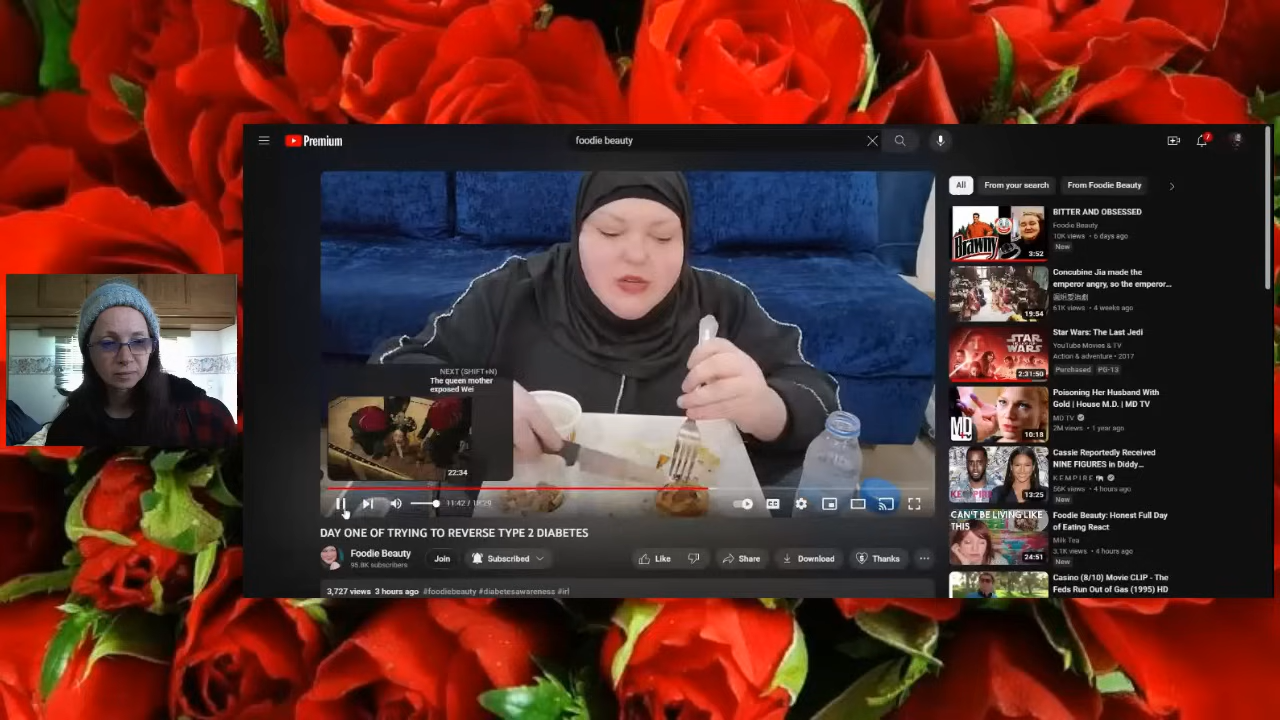 Premium
foodie beauty
7
NEXT (SHIFT+N)
The queen mother
exposed Wei
22:34
11:42 / 18:29
DAY ONE OF TRYING TO REVERSE TYPE 2 DIABETES
Foodie Beauty
95.8K subscribers
Join
Subscribed
Like
Share
Download
Thanks
3,727 views 3 hours ago #foodiebeauty #diabetesawareness #irl
All
From your search
From Foodie Beauty
Brawny
3:52
BITTER AND OBSESSED
Foodie Beauty
10K views • 6 days ago
New
19:54
Concubine Jia made the
emperor angry, so the emperor...
61K views • 4 weeks ago
STAR
WARS
2:31:50
Star Wars: The Last Jedi
YouTube Movies & TV
Action & adventure • 2017
Purchased
PG-13
MD
10:18
Poisoning Her Husband With
Gold | House M.D. | MD TV
MD TV
2M views • 1 year ago
13:25
Cassie Reportedly Received
NINE FIGURES in Diddy...
KEMPIRE
56K views • 4 hours ago
New
CAN'T BE LIVING LIKE
THIS
24:51
Foodie Beauty: Honest Full Day
of Eating React
Milk Tea
3.1K views • 4 hours ago
New
Casino (8/10) Movie CLIP - The
Feds Run Out of Gas (1995) HD